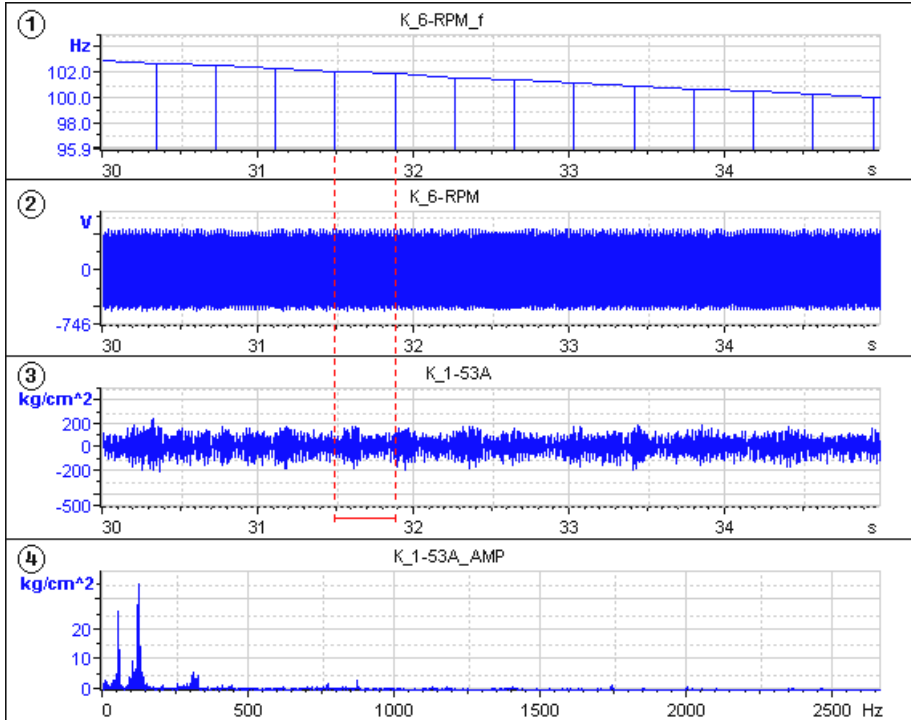 ① K_6-RPM_f
Hz
102.0
100.0
98.0
95.9
30 31 32 33 34 s
② K_6-RPM
V
0
-746
30 31 32 33 34 s
③ K_1-53A
kg/cm^2
200
0
-200
-500
30 31 32 33 34 s
④ K_1-53A_AMP
kg/cm^2
20
10
0
0 500 1000 1500 2000 2500 Hz